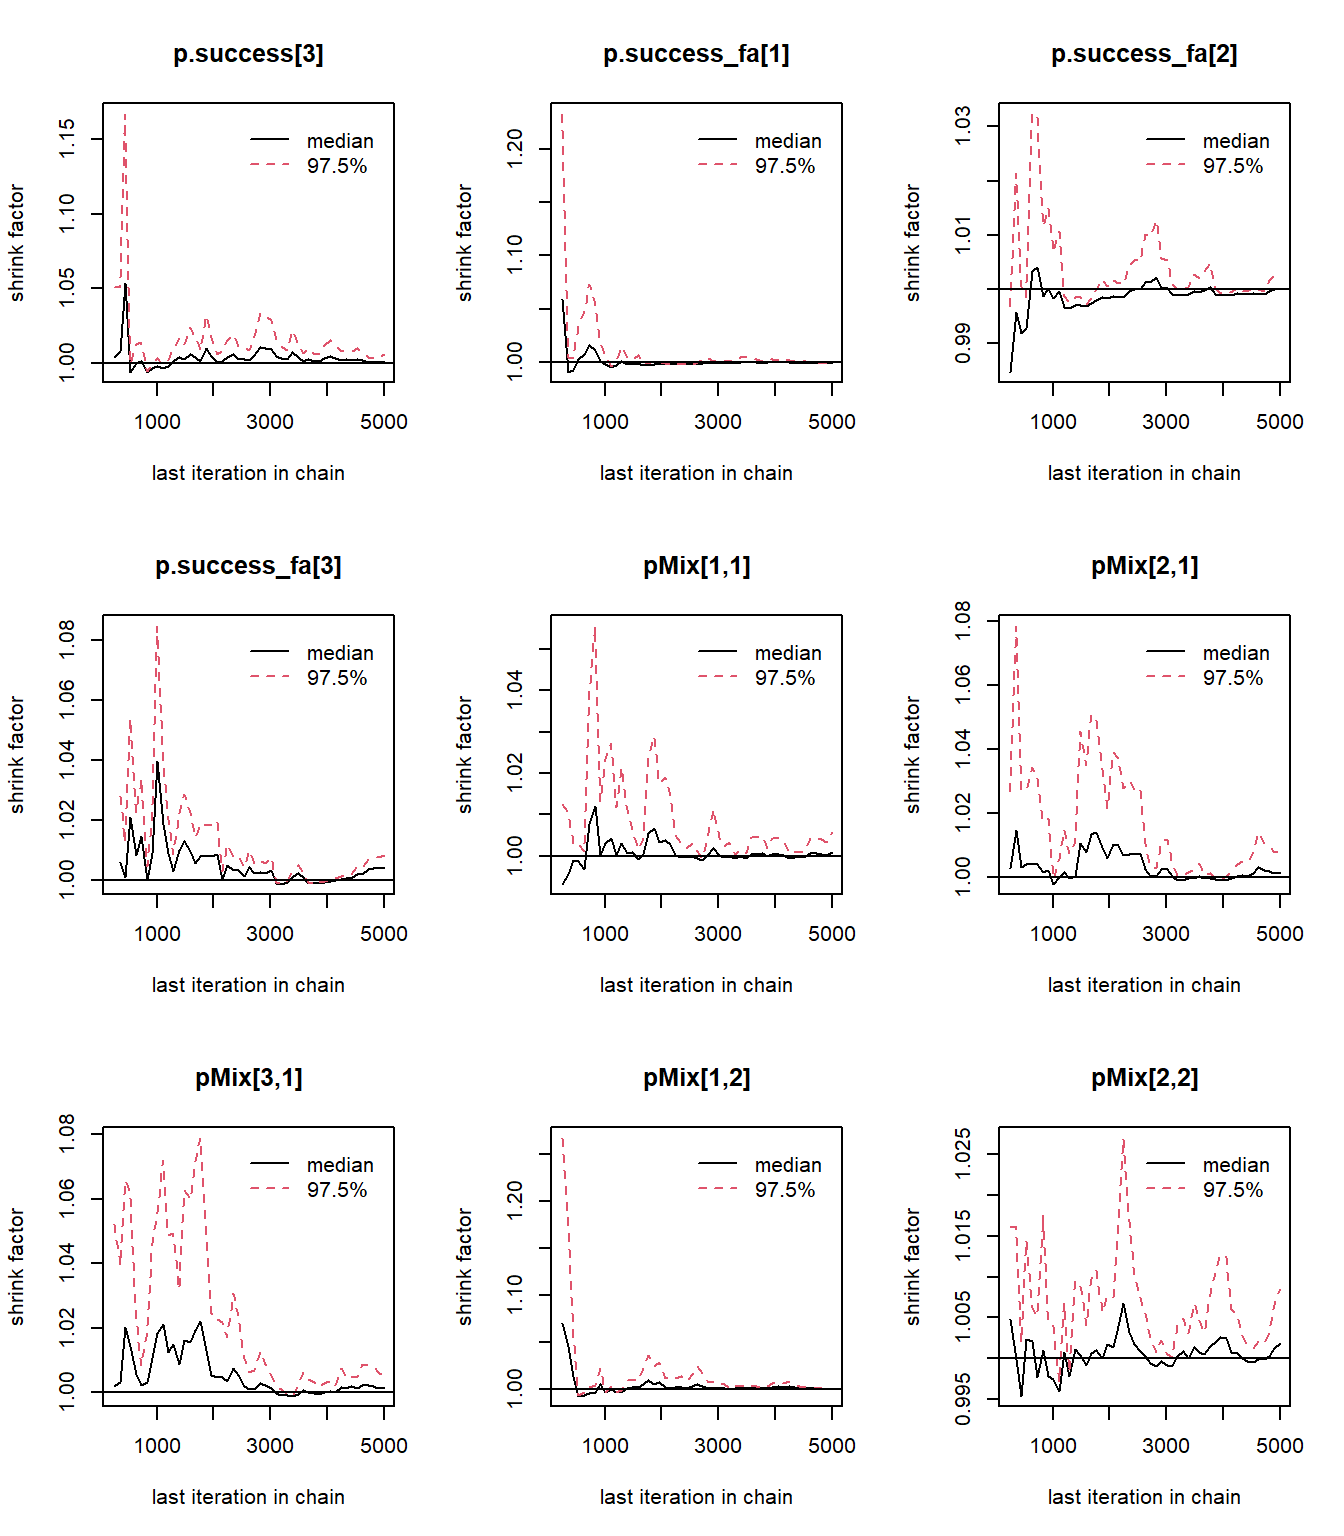 p.success[3]
1.00 1.05 1.10 1.15
shrink factor
median
97.5%
1000 3000 5000
last iteration in chain
p.success_fa[1]
1.00 1.10 1.20
shrink factor
median
97.5%
1000 3000 5000
last iteration in chain
p.success_fa[2]
0.99 1.01 1.03
shrink factor
median
97.5%
1000 3000 5000
last iteration in chain
p.success_fa[3]
1.00 1.02 1.04 1.06 1.08
shrink factor
median
97.5%
1000 3000 5000
last iteration in chain
pMix[1,1]
1.00 1.02 1.04
shrink factor
median
97.5%
1000 3000 5000
last iteration in chain
pMix[2,1]
1.00 1.02 1.04 1.06 1.08
shrink factor
median
97.5%
1000 3000 5000
last iteration in chain
pMix[3,1]
1.00 1.02 1.04 1.06 1.08
shrink factor
median
97.5%
1000 3000 5000
last iteration in chain
pMix[1,2]
1.00 1.10 1.20
shrink factor
median
97.5%
1000 3000 5000
last iteration in chain
pMix[2,2]
0.995 1.005 1.015 1.025
shrink factor
median
97.5%
1000 3000 5000
last iteration in chain